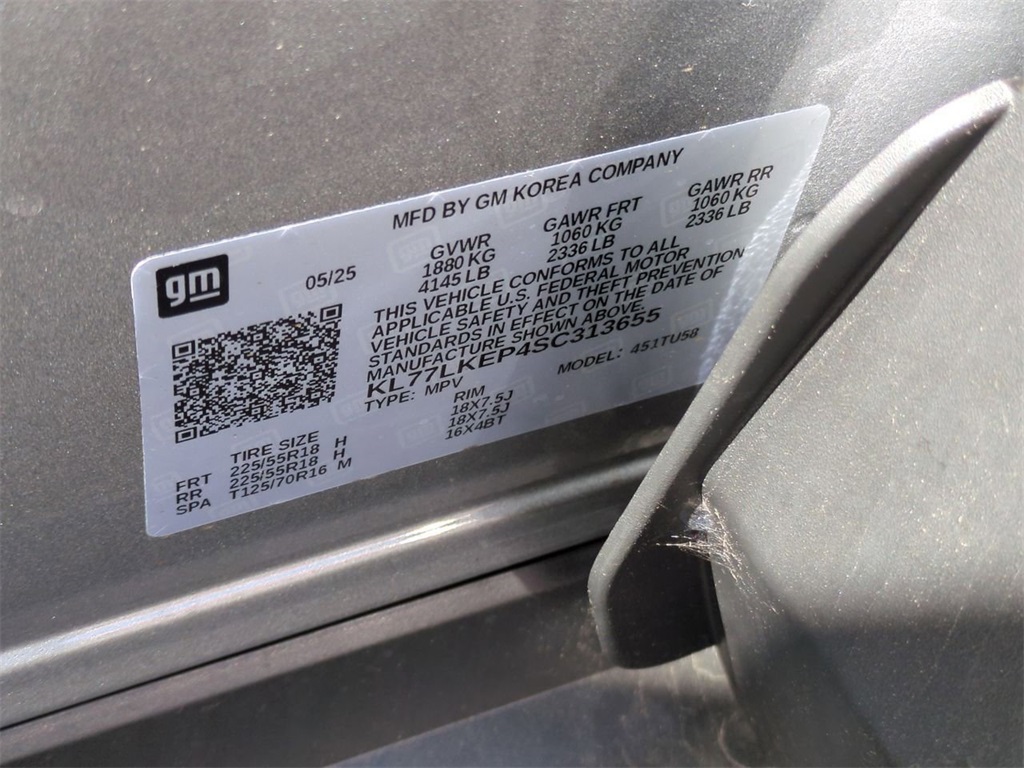 MFD BY GM KOREA COMPANY
gm
05/25
GVWR GAWR FRT GAWR RR
1880 KG 1060 KG 1060 KG
4145 LB 2336 LB 2336 LB
THIS VEHICLE CONFORMS TO ALL
APPLICABLE U.S. FEDERAL MOTOR
VEHICLE SAFETY AND THEFT PREVENTION
STANDARDS IN EFFECT ON THE DATE OF
MANUFACTURE SHOWN ABOVE.
KL77LKEP4SC313655
TYPE: MPV MODEL: 451TU58
TIRE SIZE RIM
FRT 225/55R18 H 18X7.5J
RR 225/55R18 H 18X7.5J
SPA T125/70R16 M 16X4BT